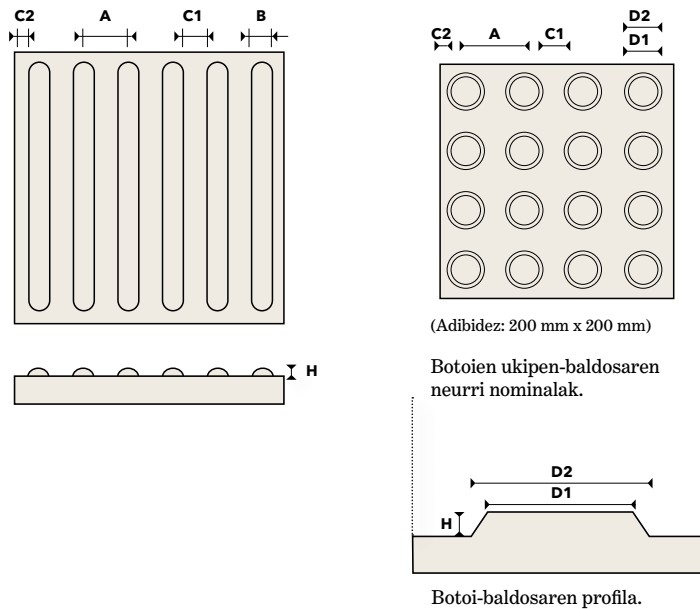 C2 A C1 B
H
D2
C2 A C1 D1
(Adibidez: 200 mm x 200 mm)
Botoien ukipen-baldosaren
neurri nominalak.
D2
D1
H
Botoi-baldosaren profila.